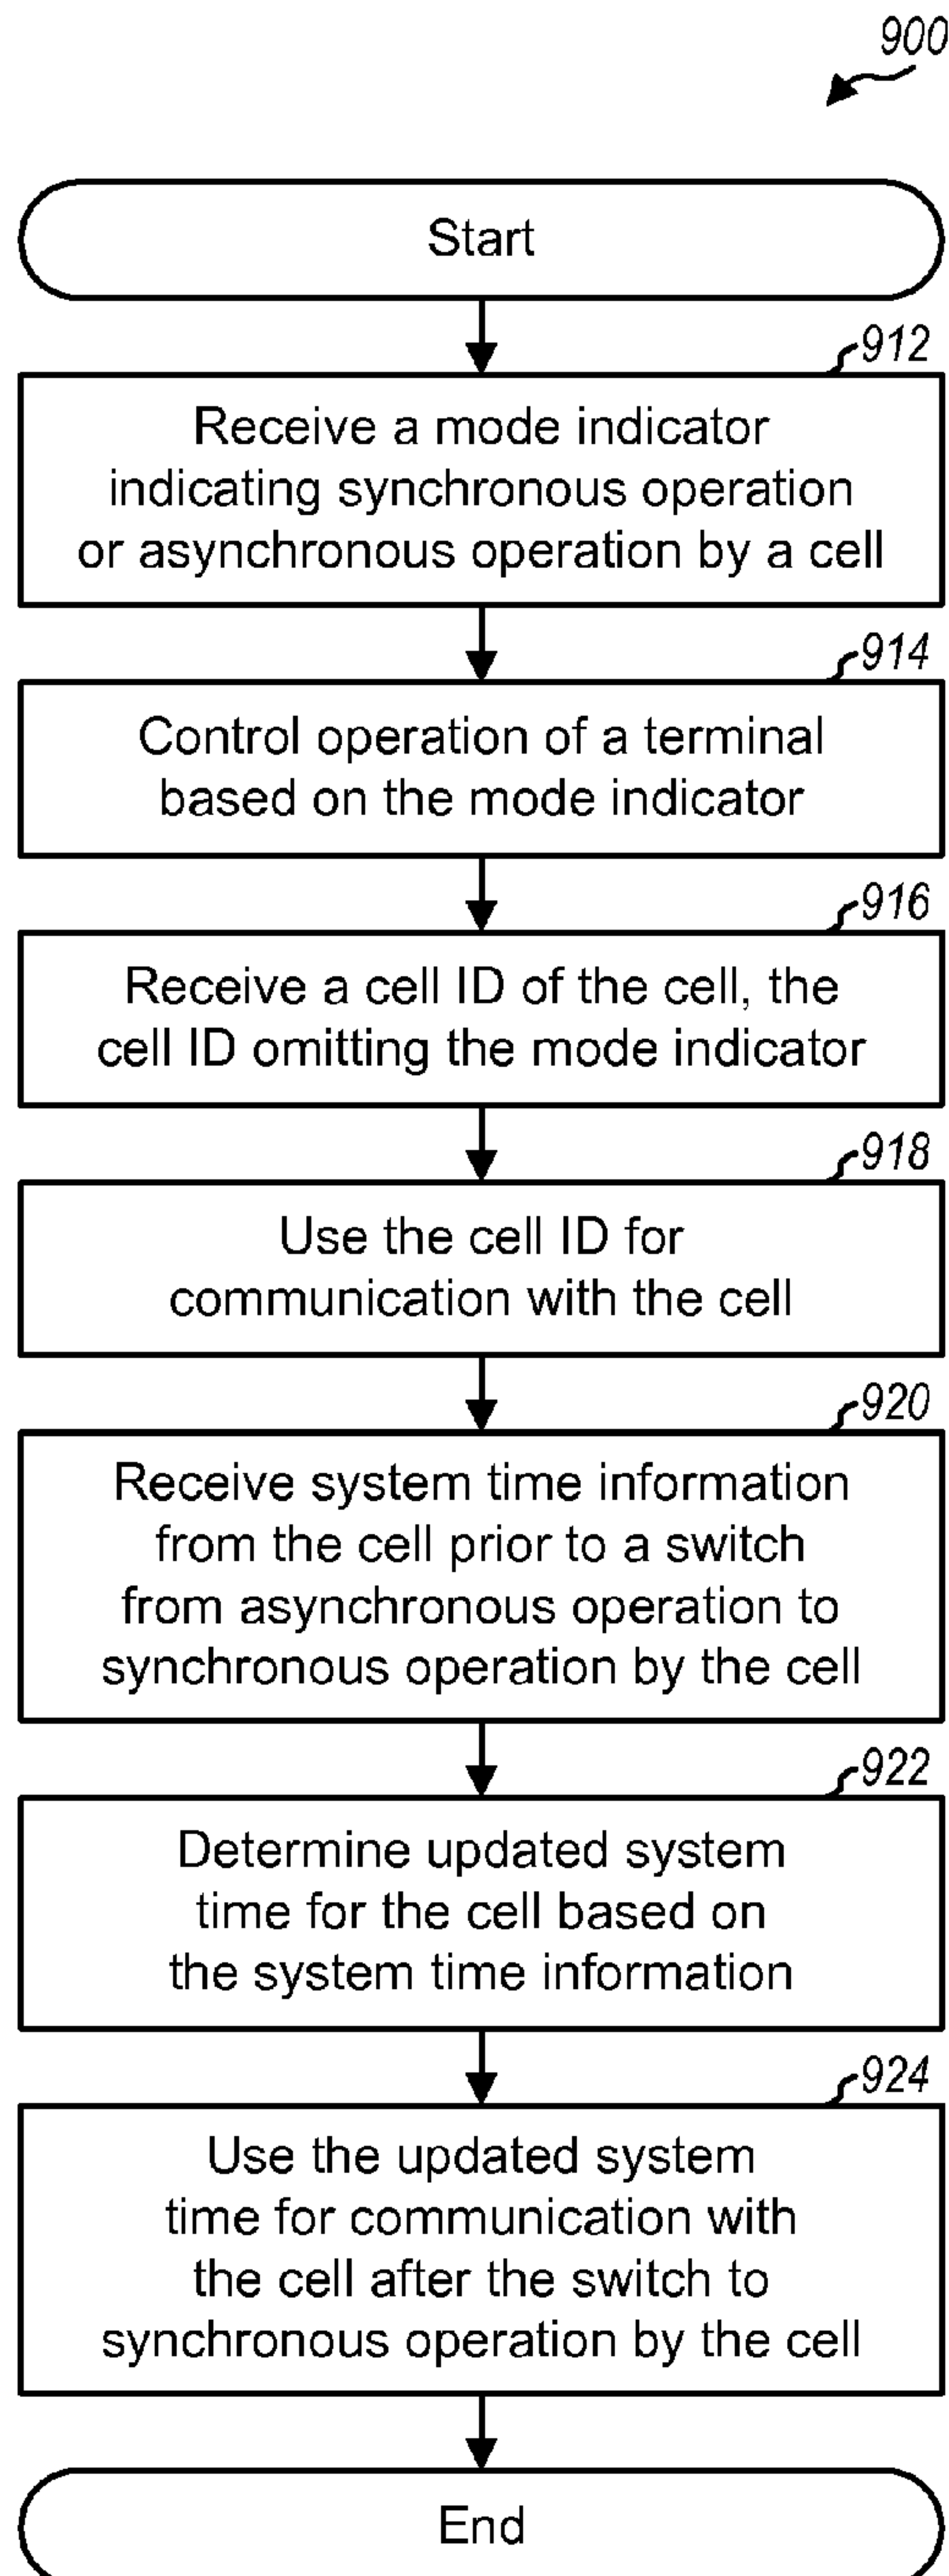 900
Start
912
Receive a mode indicator
indicating synchronous operation
or asynchronous operation by a cell
914
Control operation of a terminal
based on the mode indicator
916
Receive a cell ID of the cell, the
cell ID omitting the mode indicator
918
Use the cell ID for
communication with the cell
920
Receive system time information
from the cell prior to a switch
from asynchronous operation to
synchronous operation by the cell
922
Determine updated system
time for the cell based on
the system time information
924
Use the updated system
time for communication with
the cell after the switch to
synchronous operation by the cell
End